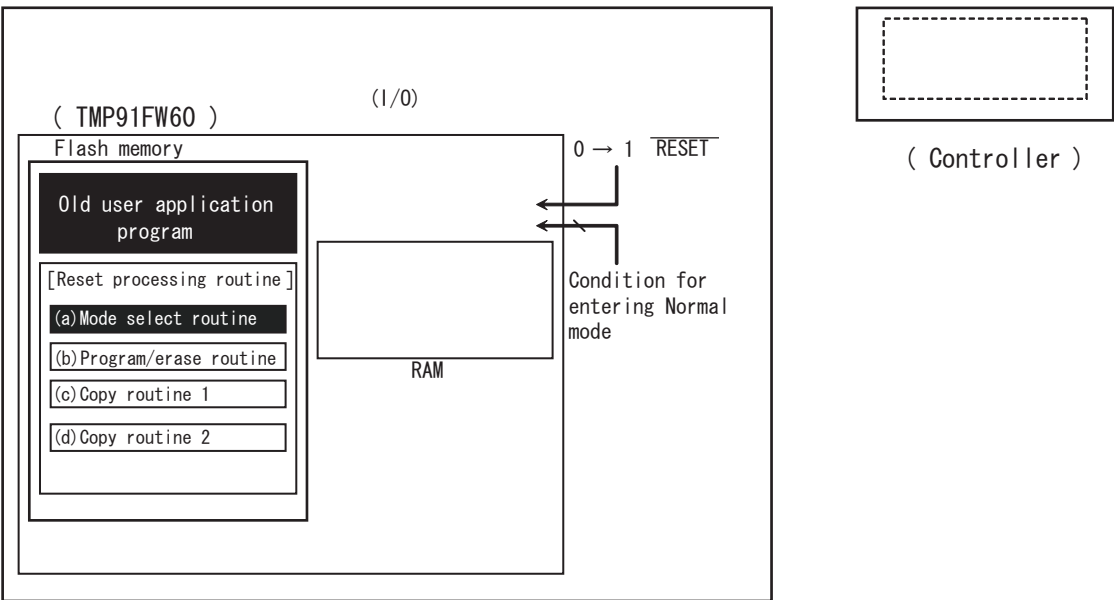 (I/O)
( TMP91FW60 )
Flash memory
0 → 1 RESET
Old user application
program
[Reset processing routine]
(a)Mode select routine
(b)Program/erase routine
(c)Copy routine 1
(d)Copy routine 2
RAM
Condition for
entering Normal
mode
( Controller )